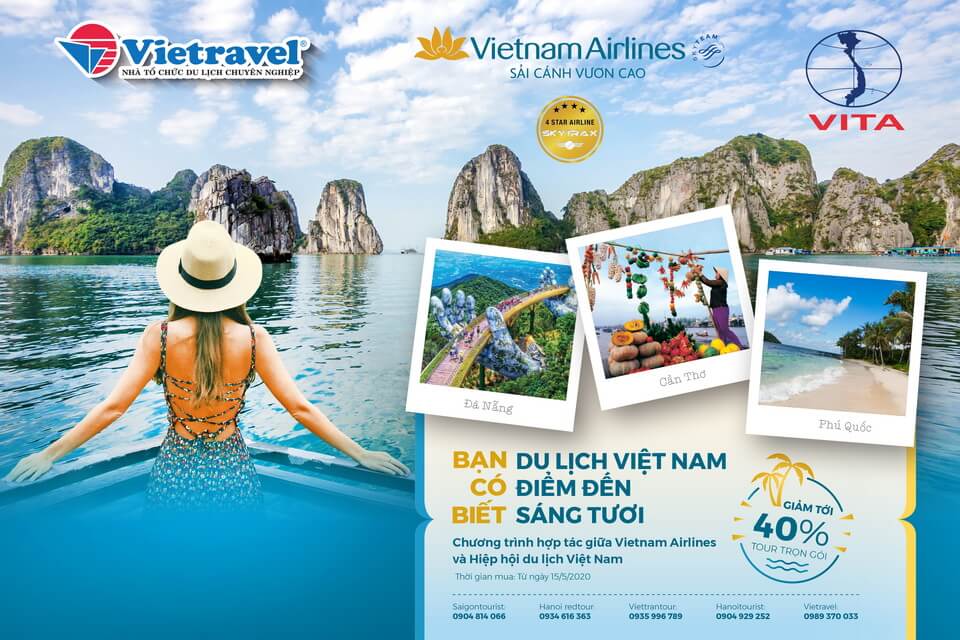 Vietravel®
NHÀ TỔ CHỨC DU LỊCH CHUYÊN NGHIỆP
Vietnam Airlines
SẢI CÁNH VƯƠN CAO
SKYTEAM
4 STAR AIRLINE
SKYTRAX
VITA
Đà Nẵng
Cần Thơ
Phú Quốc
BẠN CÓ BIẾT
DU LỊCH VIỆT NAM
ĐIỂM ĐẾN
SÁNG TƯƠI
GIẢM TỚI
40%
TOUR TRỌN GÓI
Chương trình hợp tác giữa Vietnam Airlines
và Hiệp hội du lịch Việt Nam
Thời gian mua: Từ ngày 15/5/2020
Saigontourist:
0904 814 066
Hanoi redtour:
0934 616 363
Viettrantour:
0935 996 789
Hanoitourist:
0904 929 252
Vietravel:
0989 370 033